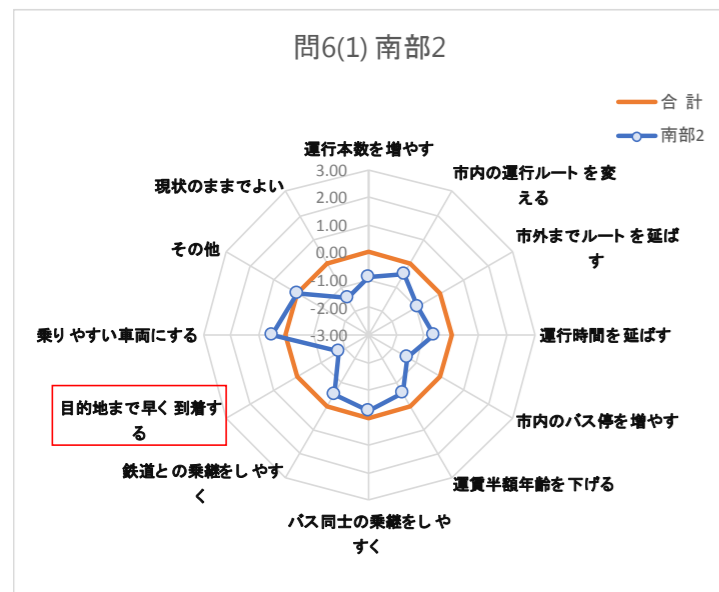 問6(1) 南部2
合 計
南部2
運行本数を増やす
市内の運行ルートを変
える
市外までルートを延ば
す
運行時間を延ばす
市内のバス停を増やす
運賃半額年齢を下げる
バス同士の乗継をしや
すく
鉄道との乗継をしやす
く
目的地まで早く到着す
る
乗りやすい車両にする
その他
現状のままでよい
3.00
2.00
1.00
0.00
-1.00
-2.00
-3.00